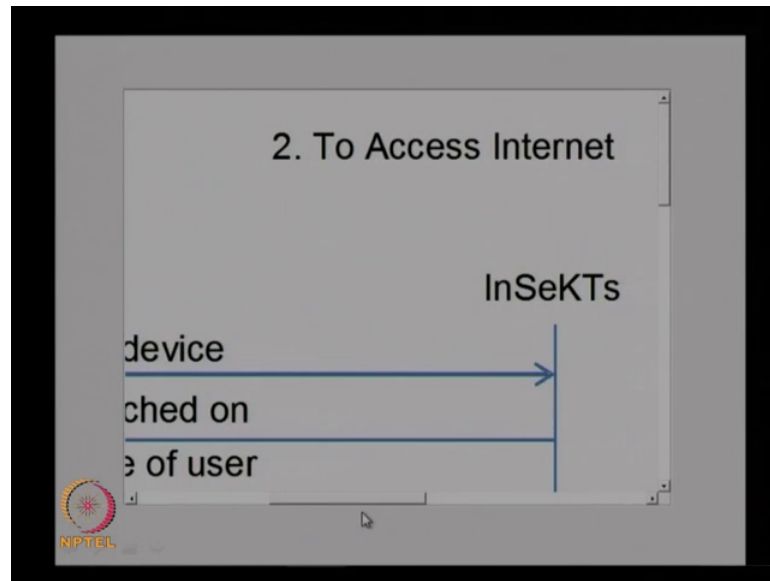 2. To Access Internet
InSeKTs
device
ched on
e of user
NPTEL